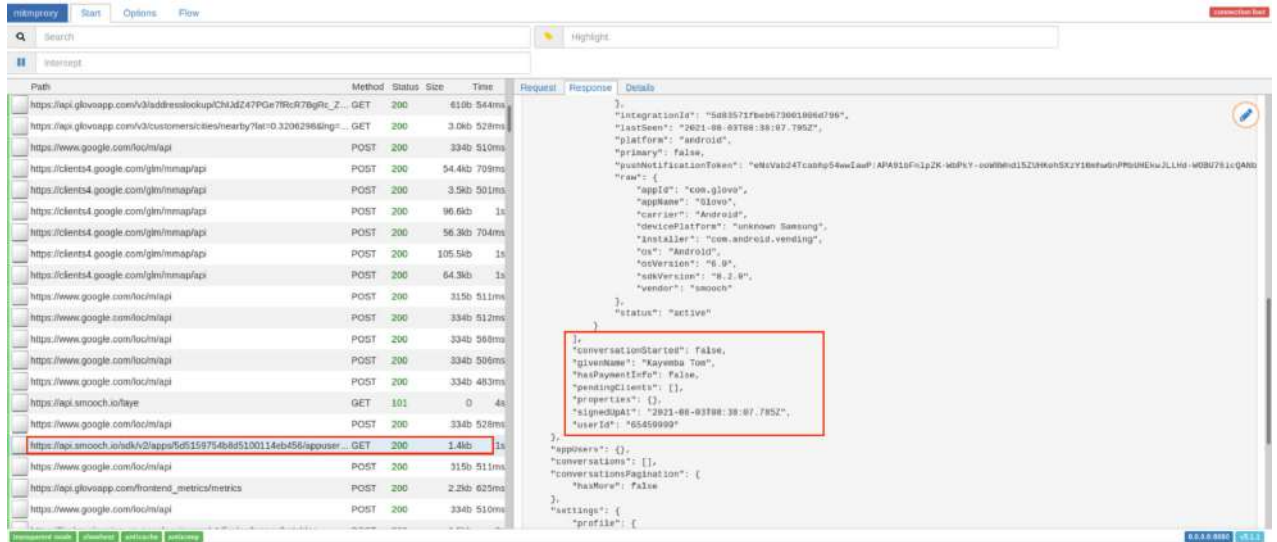 mitmproxy Start Options Flow connection lost
Search Highlight
Intercept
Path Method Status Size Time
https://api.glovoapp.com/v3/addresslookup/ChIJdZ47PGe7fRcR7BgRc_Z... GET 200 610b 544ms
https://api.glovoapp.com/v3/customers/cities/nearby?lat=0.3206298&lng=... GET 200 3.0kb 528ms
https://www.google.com/loc/m/api POST 200 334b 510ms
https://clients4.google.com/glm/mmap/api POST 200 54.4kb 709ms
https://clients4.google.com/glm/mmap/api POST 200 3.5kb 501ms
https://clients4.google.com/glm/mmap/api POST 200 96.6kb 1s
https://clients4.google.com/glm/mmap/api POST 200 56.3kb 704ms
https://clients4.google.com/glm/mmap/api POST 200 105.5kb 1s
https://clients4.google.com/glm/mmap/api POST 200 64.3kb 1s
https://www.google.com/loc/m/api POST 200 315b 511ms
https://www.google.com/loc/m/api POST 200 334b 512ms
https://www.google.com/loc/m/api POST 200 334b 568ms
https://www.google.com/loc/m/api POST 200 334b 506ms
https://www.google.com/loc/m/api POST 200 334b 483ms
https://api.smooch.io/faye GET 101 0 4s
https://www.google.com/loc/m/api POST 200 334b 528ms
https://api.smooch.io/sdk/v2/apps/5d5159754b8d5100114eb456/appuser... GET 200 1.4kb 1s
https://www.google.com/loc/m/api POST 200 315b 511ms
https://api.glovoapp.com/frontend_metrics/metrics POST 200 2.2kb 625ms
https://www.google.com/loc/m/api POST 200 334b 510ms
Request Response Details
},
"integrationId": "5d83571fbeb673001006d796",
"lastSeen": "2021-08-03T08:38:07.795Z",
"platform": "android",
"primary": false,
"pushNotificationToken":
"raw": {
"appId": "com.glovo",
"appName": "Glovo",
"carrier": "Android",
"devicePlatform": "unknown Samsung",
"installer": "com.android.vending",
"os": "Android",
"osVersion": "6.0",
"sdkVersion": "8.2.0",
"vendor": "smooch"
},
"status": "active"
}
],
"conversationStarted": false,
"givenName": "Kayemba Tom",
"hasPaymentInfo": false,
"pendingClients": [],
"properties": {},
"signedUpAt": "2021-08-03T08:38:07.785Z",
"userId": "65459999"
},
"appUsers": {},
"conversations": [],
"conversationsPagination": {
"hasMore": false
},
"settings": {
"profile": {
transparent mode showhost anticache anticomp 0.0.0.0:8080